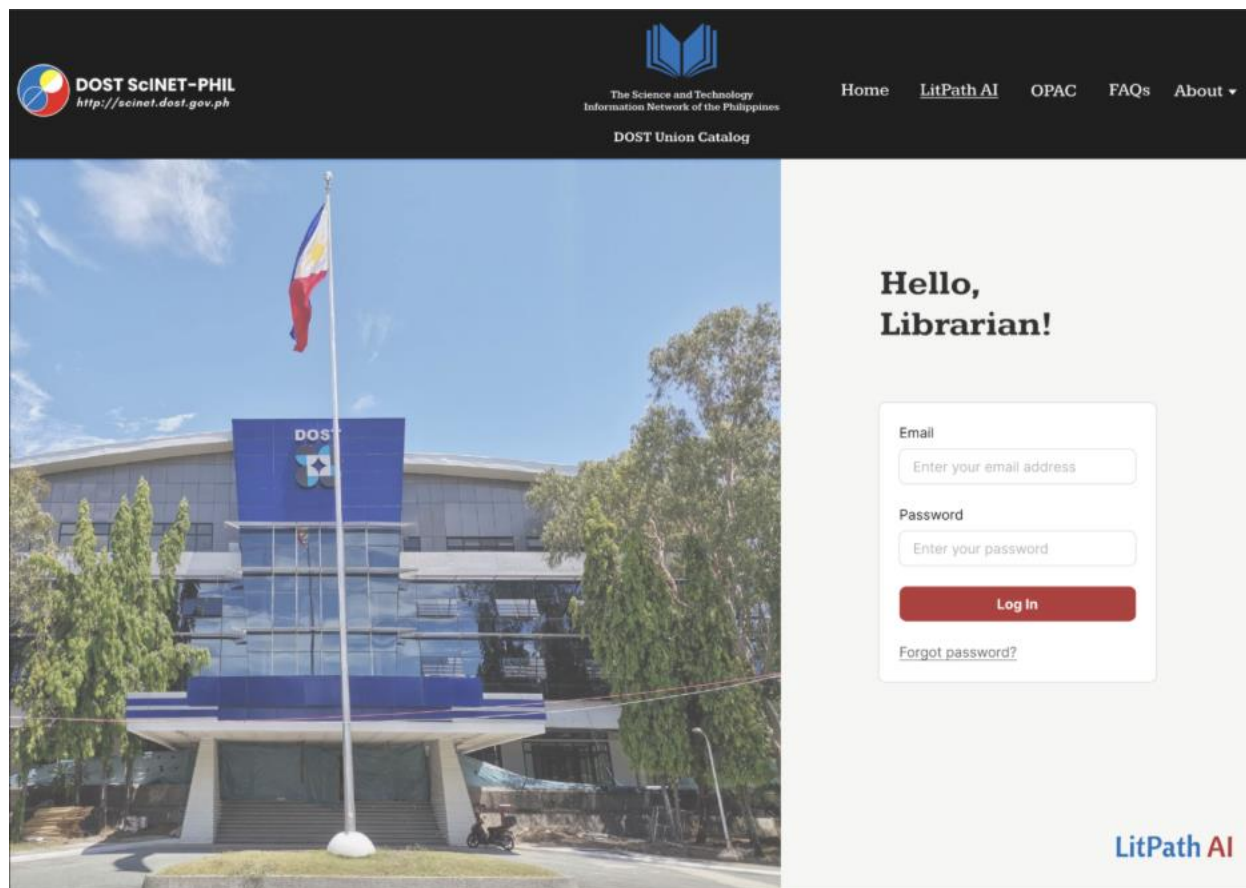 DOST ScINET-PHIL
http://scinet.dost.gov.ph
The Science and Technology
Information Network of the Philippines
DOST Union Catalog
Home LitPath AI OPAC FAQs About
DOST
Hello,
Librarian!
Email
Enter your email address
Password
Enter your password
Log In
Forgot password?
LitPath AI